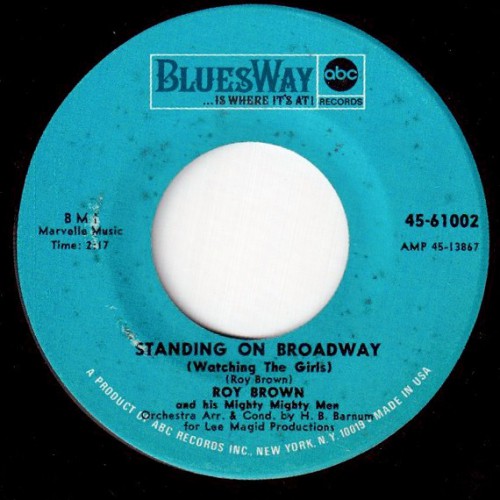 BLUESWAY
...IS WHERE IT'S AT!
abc
RECORDS
B M I
Marvelle Music
Time: 2:17
45-61002
AMP 45-13867
STANDING ON BROADWAY
(Watching The Girls)
(Roy Brown)
ROY BROWN
and his Mighty Mighty Men
Orchestra Arr. & Cond. by H. B. Barnum
for Lee Magid Productions
A PRODUCT OF ABC RECORDS INC., NEW YORK, N.Y. 10019 • MADE IN USA